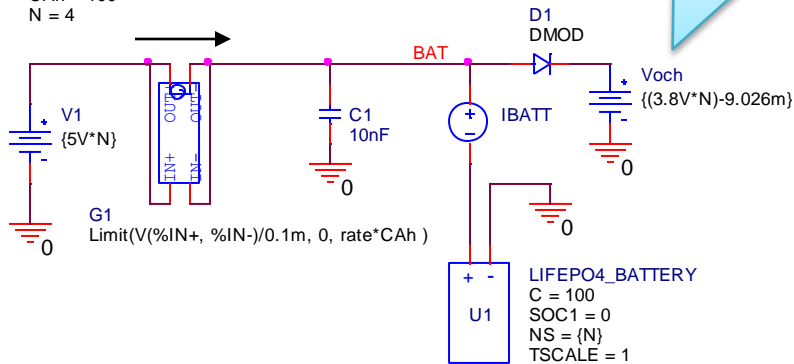 N = 4
D1
DMOD
BAT
Voch
{(3.8V*N)-9.026m}
V1
{5V*N}
OUT+
OUT-
IN+
IN-
C1
10nF
IBATT
0
0
0
0
0
G1
Limit(V(%IN+, %IN-)/0.1m, 0, rate*CAh )
+ -
U1
LIFEPO4_BATTERY
C = 100
SOC1 = 0
NS = {N}
TSCALE = 1